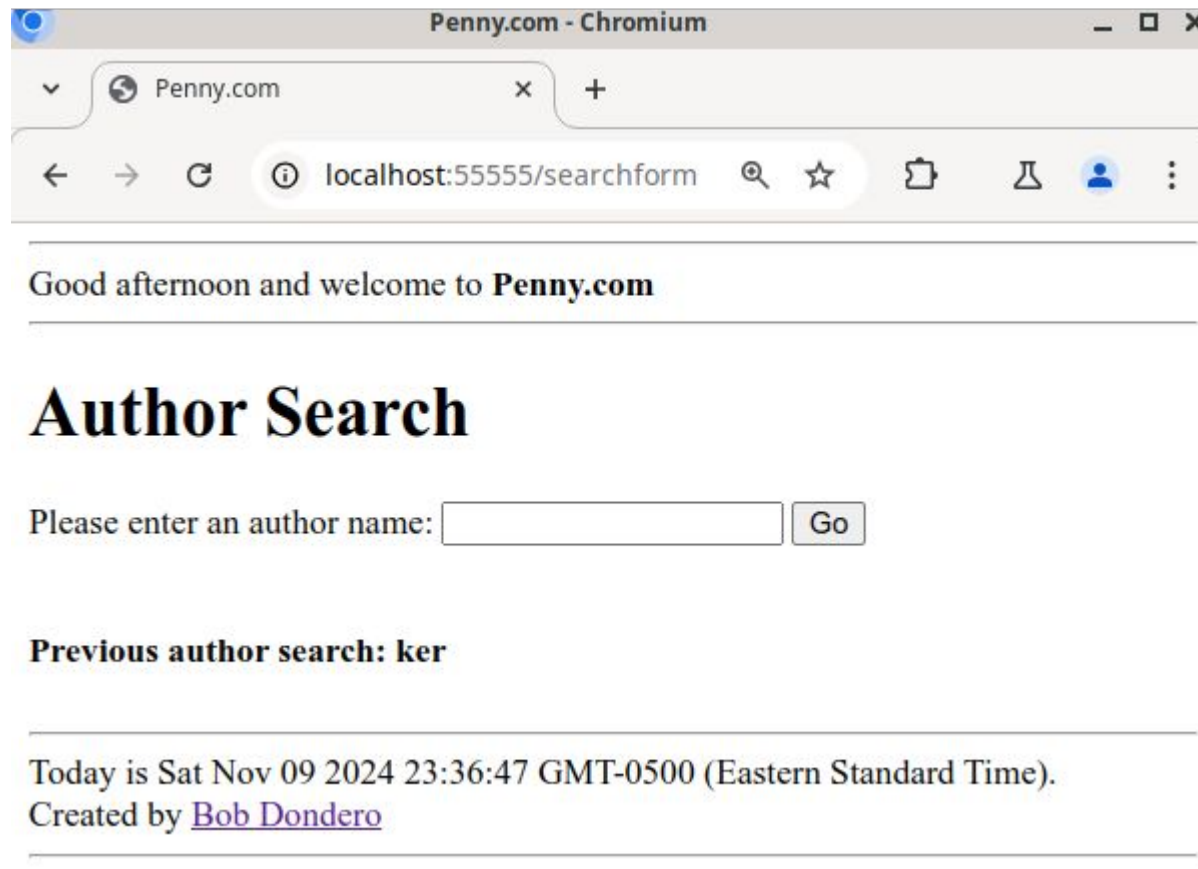 Penny.com - Chromium
Penny.com
localhost:55555/searchform
Good afternoon and welcome to Penny.com
Author Search
Please enter an author name: Go
Previous author search: ker
Today is Sat Nov 09 2024 23:36:47 GMT-0500 (Eastern Standard Time).
Created by Bob Dondero